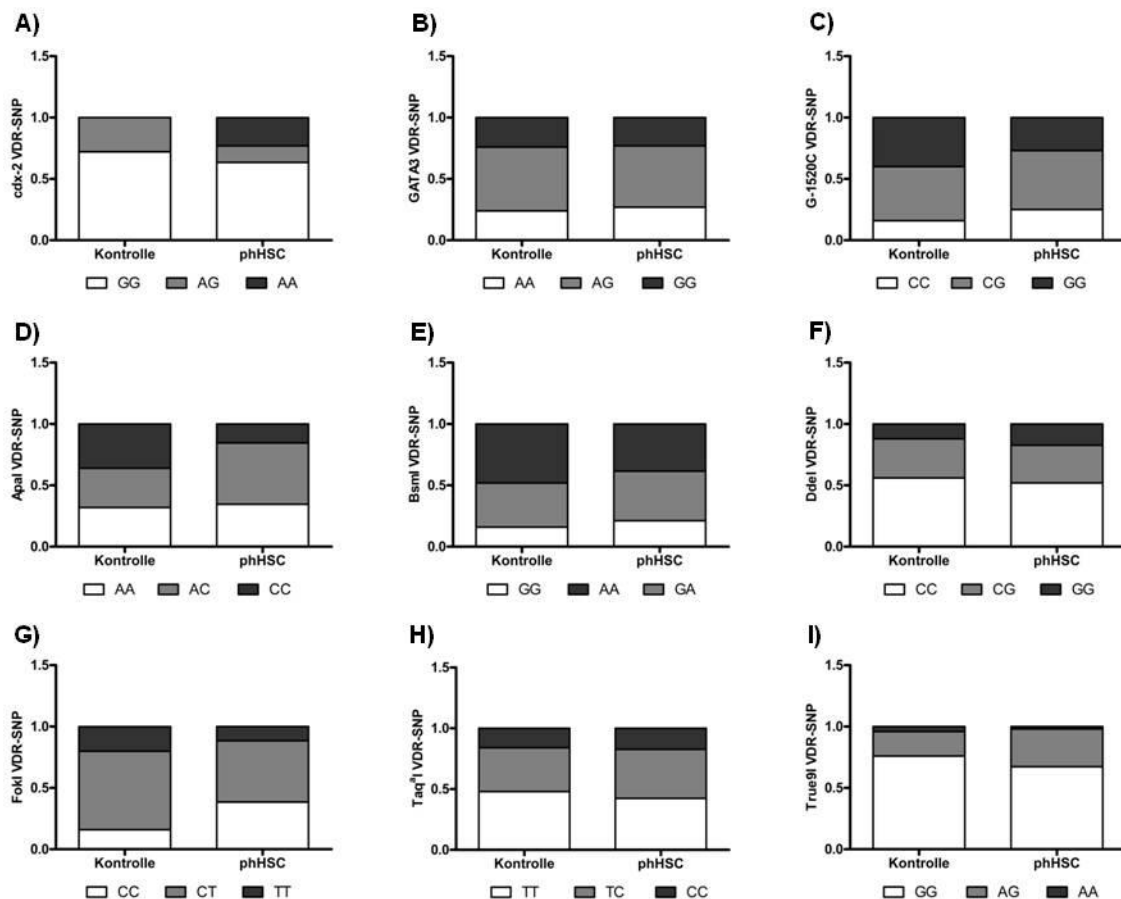 A)
B)
C)
cdx-2 VDR-SNP
1.5
1.0
0.5
0.0
Kontrolle phHSC
GG AG AA
GATA3 VDR-SNP
1.5
1.0
0.5
0.0
Kontrolle phHSC
AA AG GG
G-1520C VDR-SNP
1.5
1.0
0.5
0.0
Kontrolle phHSC
CC CG GG
D)
E)
F)
ApaI VDR-SNP
1.5
1.0
0.5
0.0
Kontrolle phHSC
AA AC CC
BsmI VDR-SNP
1.5
1.0
0.5
0.0
Kontrolle phHSC
GG AA GA
DdeI VDR-SNP
1.5
1.0
0.5
0.0
Kontrolle phHSC
CC CG GG
G)
H)
I)
FokI VDR-SNP
1.5
1.0
0.5
0.0
Kontrolle phHSC
CC CT TT
TaqᵃI VDR-SNP
1.5
1.0
0.5
0.0
Kontrolle phHSC
TT TC CC
True9I VDR-SNP
1.5
1.0
0.5
0.0
Kontrolle phHSC
GG AG AA